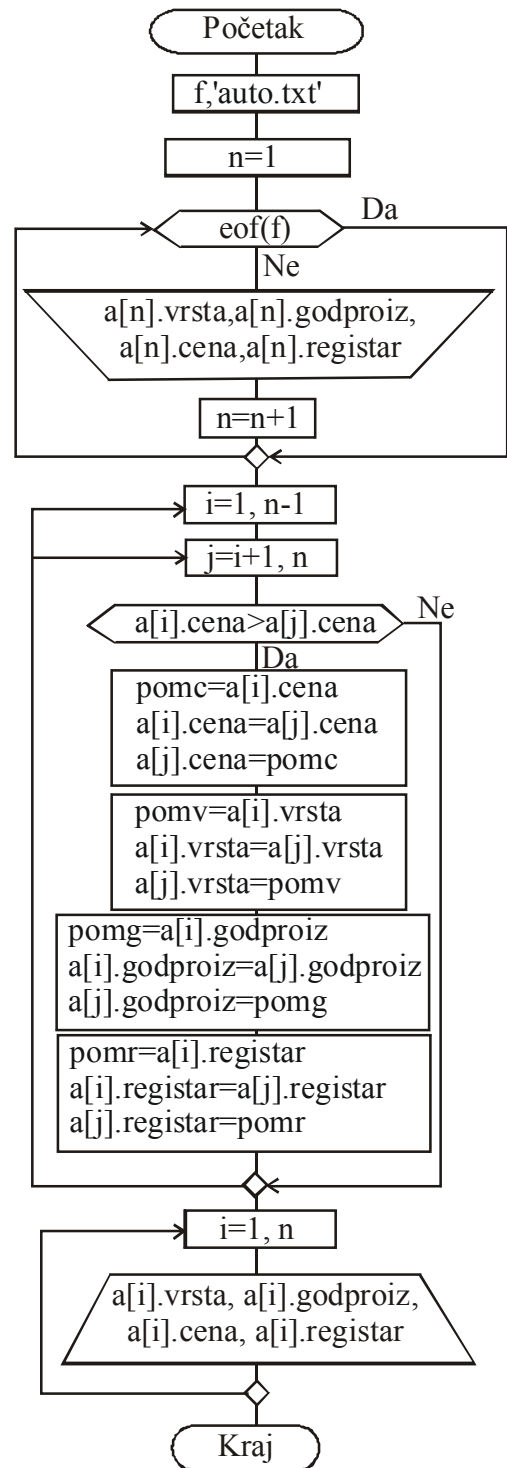 Početak
f,'auto.txt'
n=1
eof(f)
Da
Ne
a[n].vrsta,a[n].godproiz,
a[n].cena,a[n].registar
n=n+1
i=1, n-1
j=i+1, n
a[i].cena>a[j].cena
Ne
Da
pomc=a[i].cena
a[i].cena=a[j].cena
a[j].cena=pomc
pomv=a[i].vrsta
a[i].vrsta=a[j].vrsta
a[j].vrsta=pomv
pomg=a[i].godproiz
a[i].godproiz=a[j].godproiz
a[j].godproiz=pomg
pomr=a[i].registar
a[i].registar=a[j].registar
a[j].registar=pomr
i=1, n
a[i].vrsta, a[i].godproiz,
a[i].cena, a[i].registar
Kraj